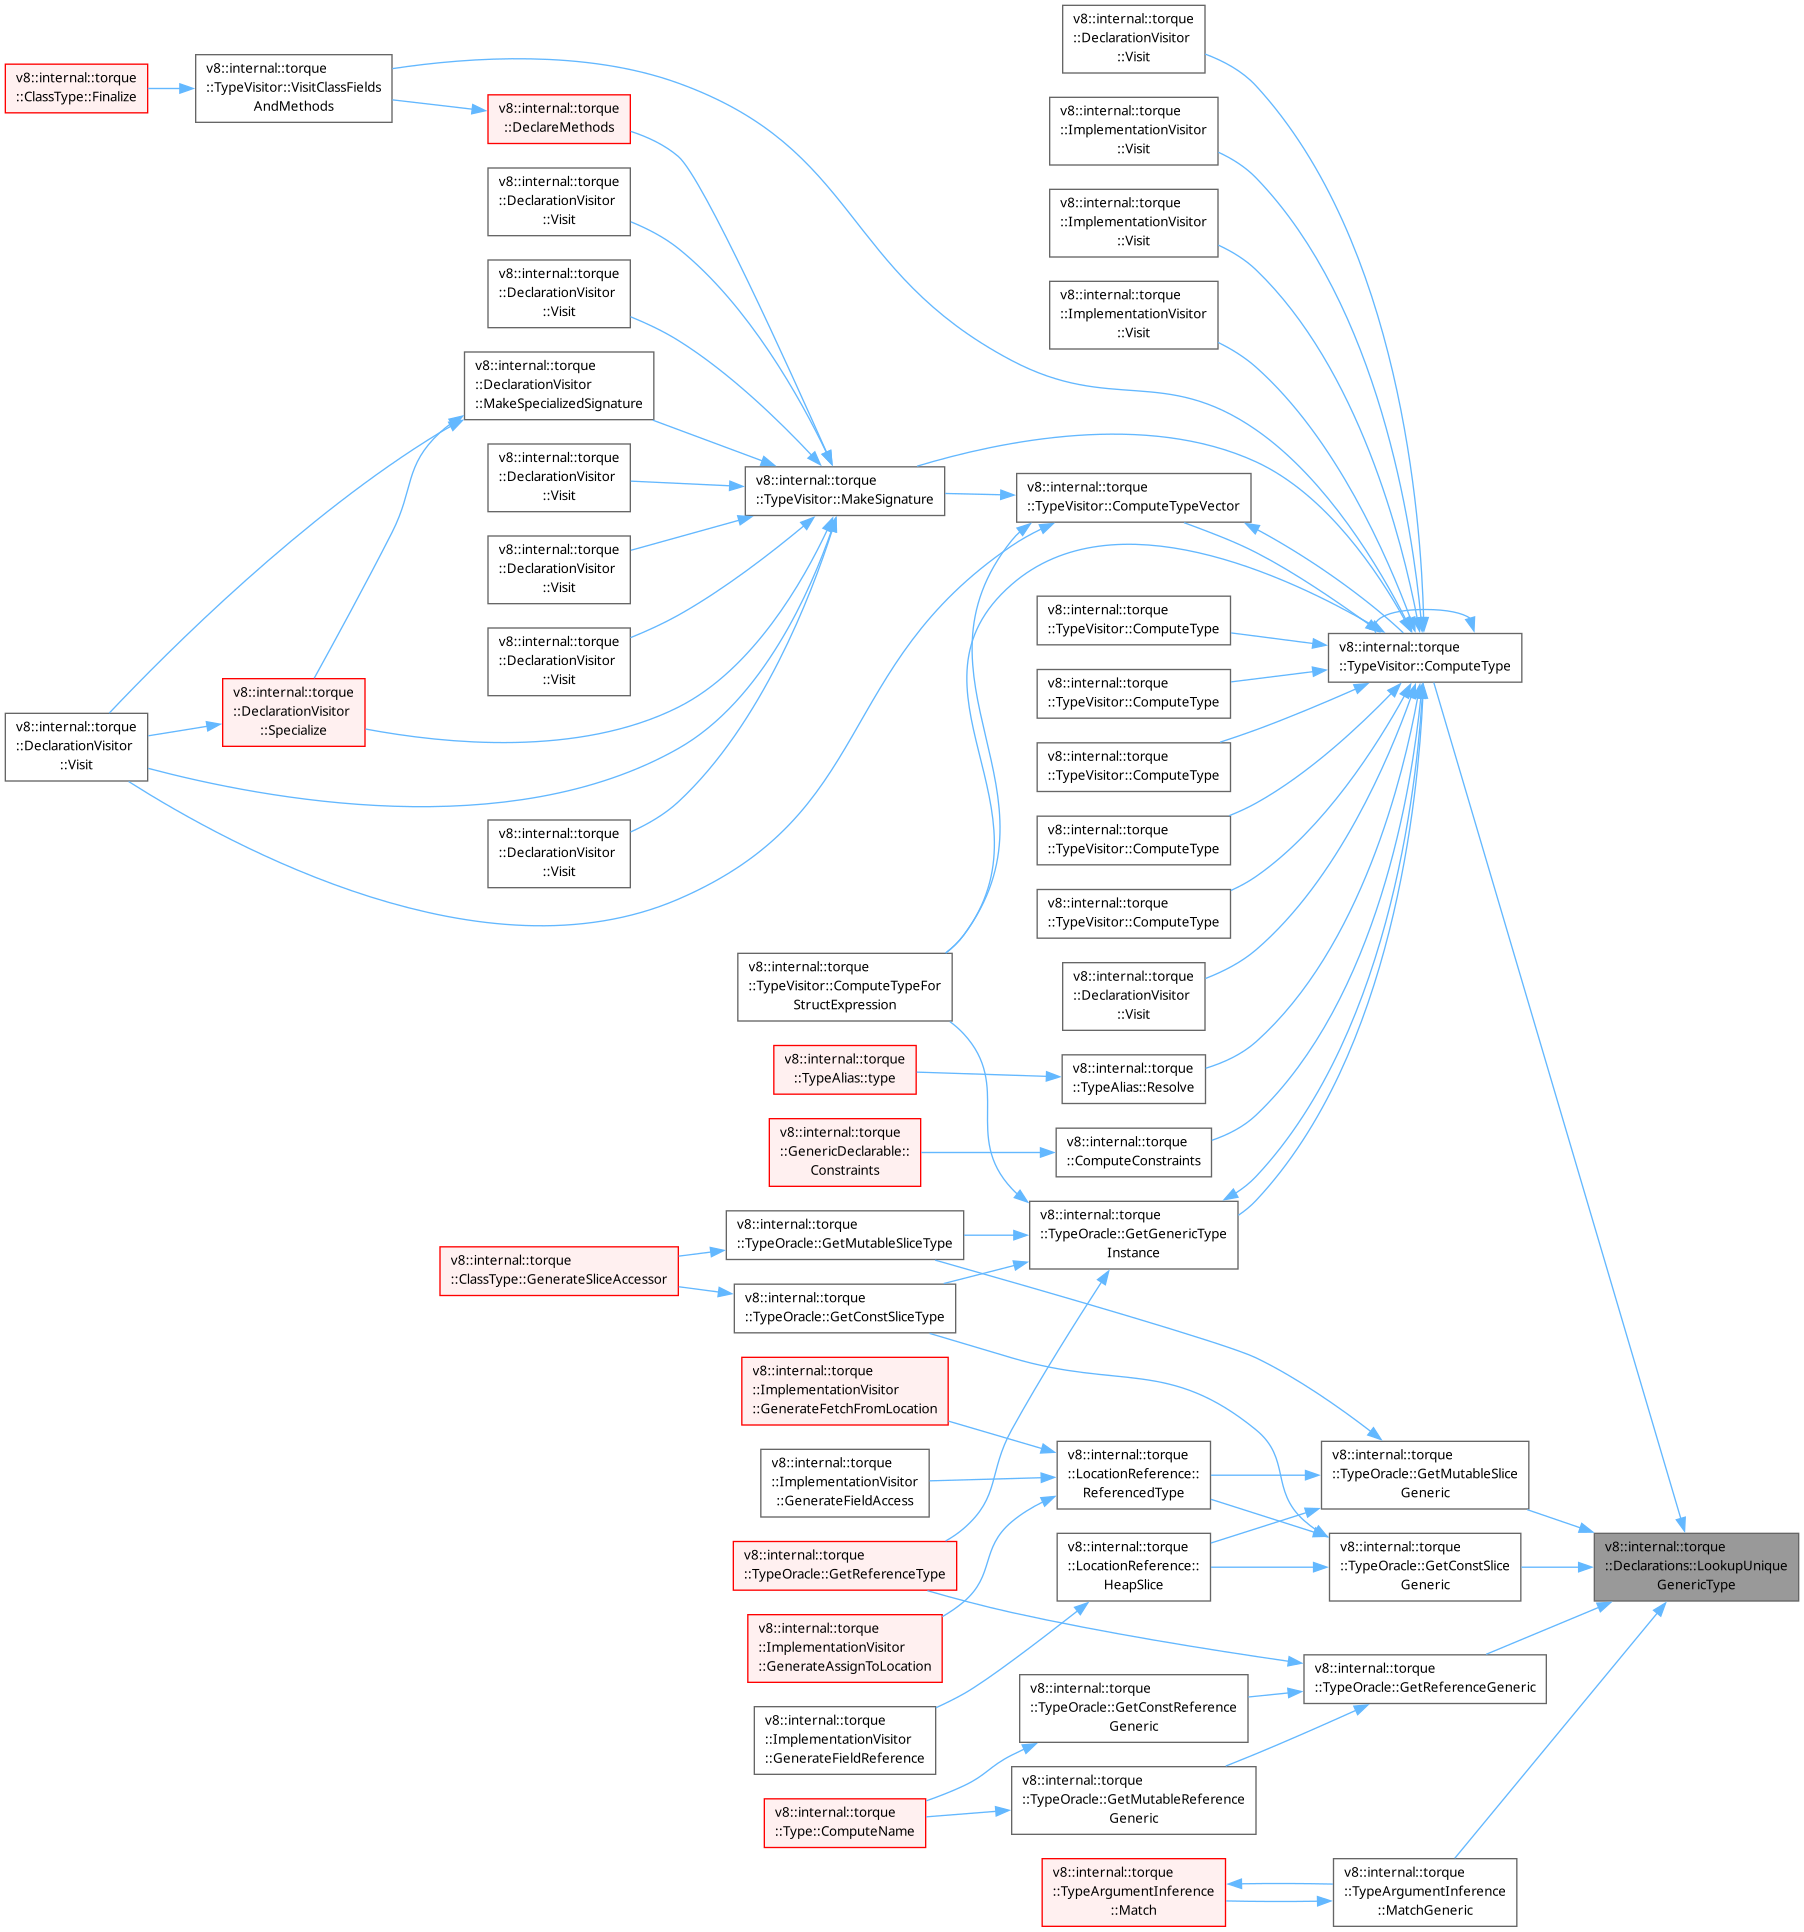 v8::internal::torque
::DeclarationVisitor
::Visit
v8::internal::torque
::ClassType::Finalize
v8::internal::torque
::TypeVisitor::VisitClassFields
AndMethods
v8::internal::torque
::DeclareMethods
v8::internal::torque
::ImplementationVisitor
::Visit
v8::internal::torque
::DeclarationVisitor
::Visit
v8::internal::torque
::ImplementationVisitor
::Visit
v8::internal::torque
::DeclarationVisitor
::Visit
v8::internal::torque
::ImplementationVisitor
::Visit
v8::internal::torque
::DeclarationVisitor
::MakeSpecializedSignature
v8::internal::torque
::DeclarationVisitor
::Visit
v8::internal::torque
::TypeVisitor::MakeSignature
v8::internal::torque
::TypeVisitor::ComputeTypeVector
v8::internal::torque
::DeclarationVisitor
::Visit
v8::internal::torque
::TypeVisitor::ComputeType
v8::internal::torque
::TypeVisitor::ComputeType
v8::internal::torque
::DeclarationVisitor
::Visit
v8::internal::torque
::TypeVisitor::ComputeType
v8::internal::torque
::DeclarationVisitor
::Specialize
v8::internal::torque
::DeclarationVisitor
::Visit
v8::internal::torque
::TypeVisitor::ComputeType
v8::internal::torque
::TypeVisitor::ComputeType
v8::internal::torque
::DeclarationVisitor
::Visit
v8::internal::torque
::TypeVisitor::ComputeType
v8::internal::torque
::TypeVisitor::ComputeTypeFor
StructExpression
v8::internal::torque
::DeclarationVisitor
::Visit
v8::internal::torque
::TypeAlias::type
v8::internal::torque
::TypeAlias::Resolve
v8::internal::torque
::GenericDeclarable::
Constraints
v8::internal::torque
::ComputeConstraints
v8::internal::torque
::TypeOracle::GetMutableSliceType
v8::internal::torque
::TypeOracle::GetGenericType
Instance
v8::internal::torque
::ClassType::GenerateSliceAccessor
v8::internal::torque
::TypeOracle::GetConstSliceType
v8::internal::torque
::ImplementationVisitor
::GenerateFetchFromLocation
v8::internal::torque
::ImplementationVisitor
::GenerateFieldAccess
v8::internal::torque
::LocationReference::
ReferencedType
v8::internal::torque
::TypeOracle::GetMutableSlice
Generic
v8::internal::torque
::TypeOracle::GetReferenceType
v8::internal::torque
::LocationReference::
HeapSlice
v8::internal::torque
::TypeOracle::GetConstSlice
Generic
v8::internal::torque
::Declarations::LookupUnique
GenericType
v8::internal::torque
::ImplementationVisitor
::GenerateAssignToLocation
v8::internal::torque
::TypeOracle::GetReferenceGeneric
v8::internal::torque
::TypeOracle::GetConstReference
Generic
v8::internal::torque
::ImplementationVisitor
::GenerateFieldReference
v8::internal::torque
::TypeOracle::GetMutableReference
Generic
v8::internal::torque
::Type::ComputeName
v8::internal::torque
::TypeArgumentInference
::Match
v8::internal::torque
::TypeArgumentInference
::MatchGeneric